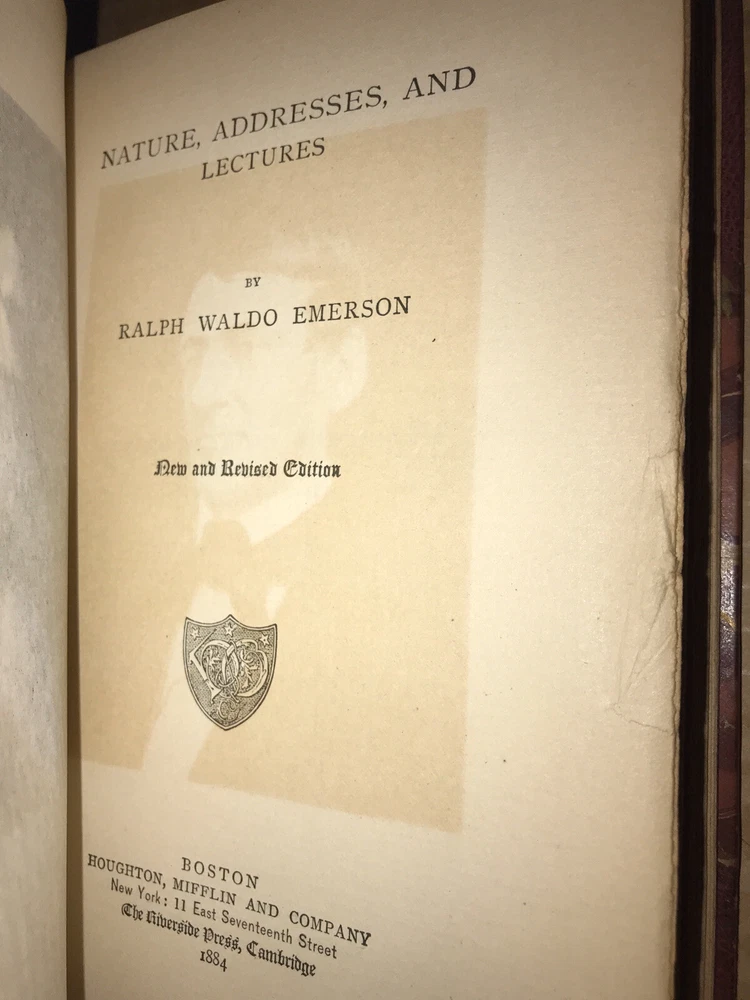 NATURE, ADDRESSES, AND
LECTURES
BY
RALPH WALDO EMERSON
New and Revised Edition
BOSTON
HOUGHTON, MIFFLIN AND COMPANY
New York: 11 East Seventeenth Street
The Riverside Press, Cambridge
1884